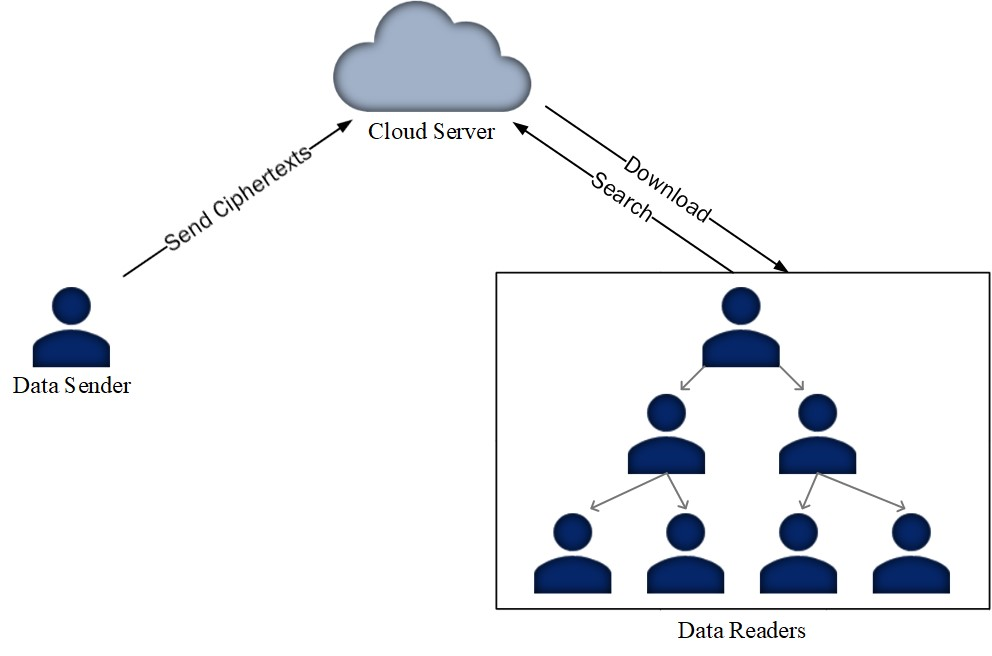 Cloud Server
Send Ciphertexts
Download
Search
Data Sender
Data Readers